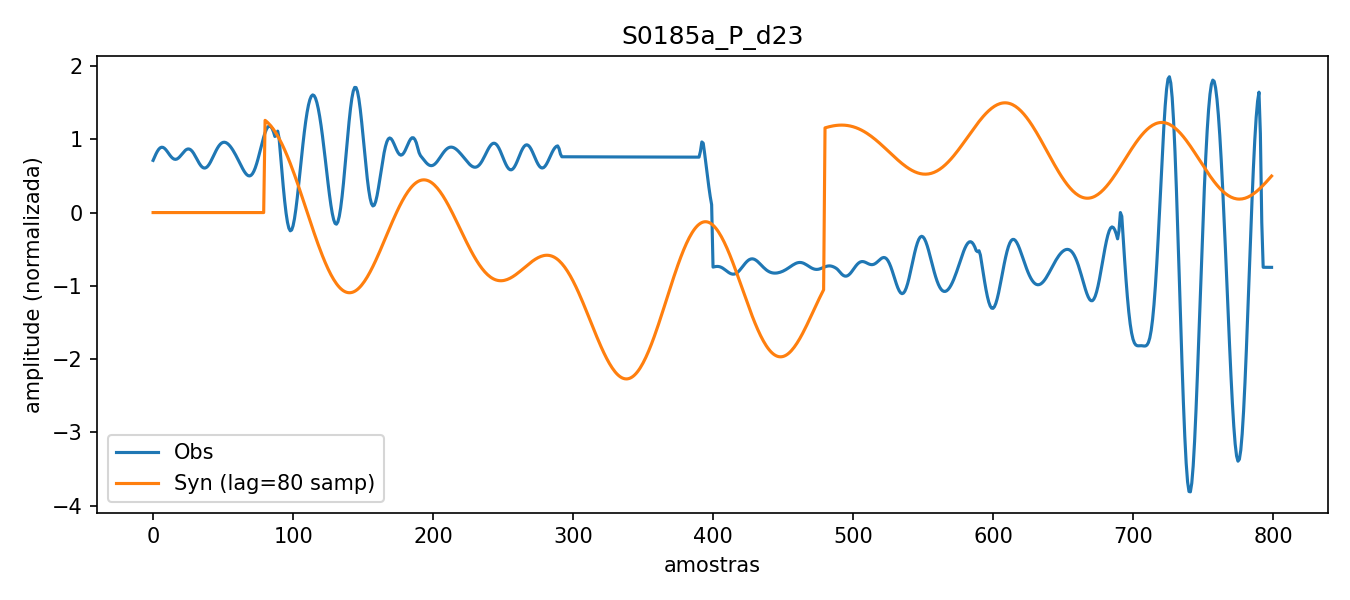 S0185a_P_d23
amplitude (normalizada)
2
1
0
−1
−2
−3
−4
Obs
Syn (lag=80 samp)
0 100 200 300 400 500 600 700 800
amostras